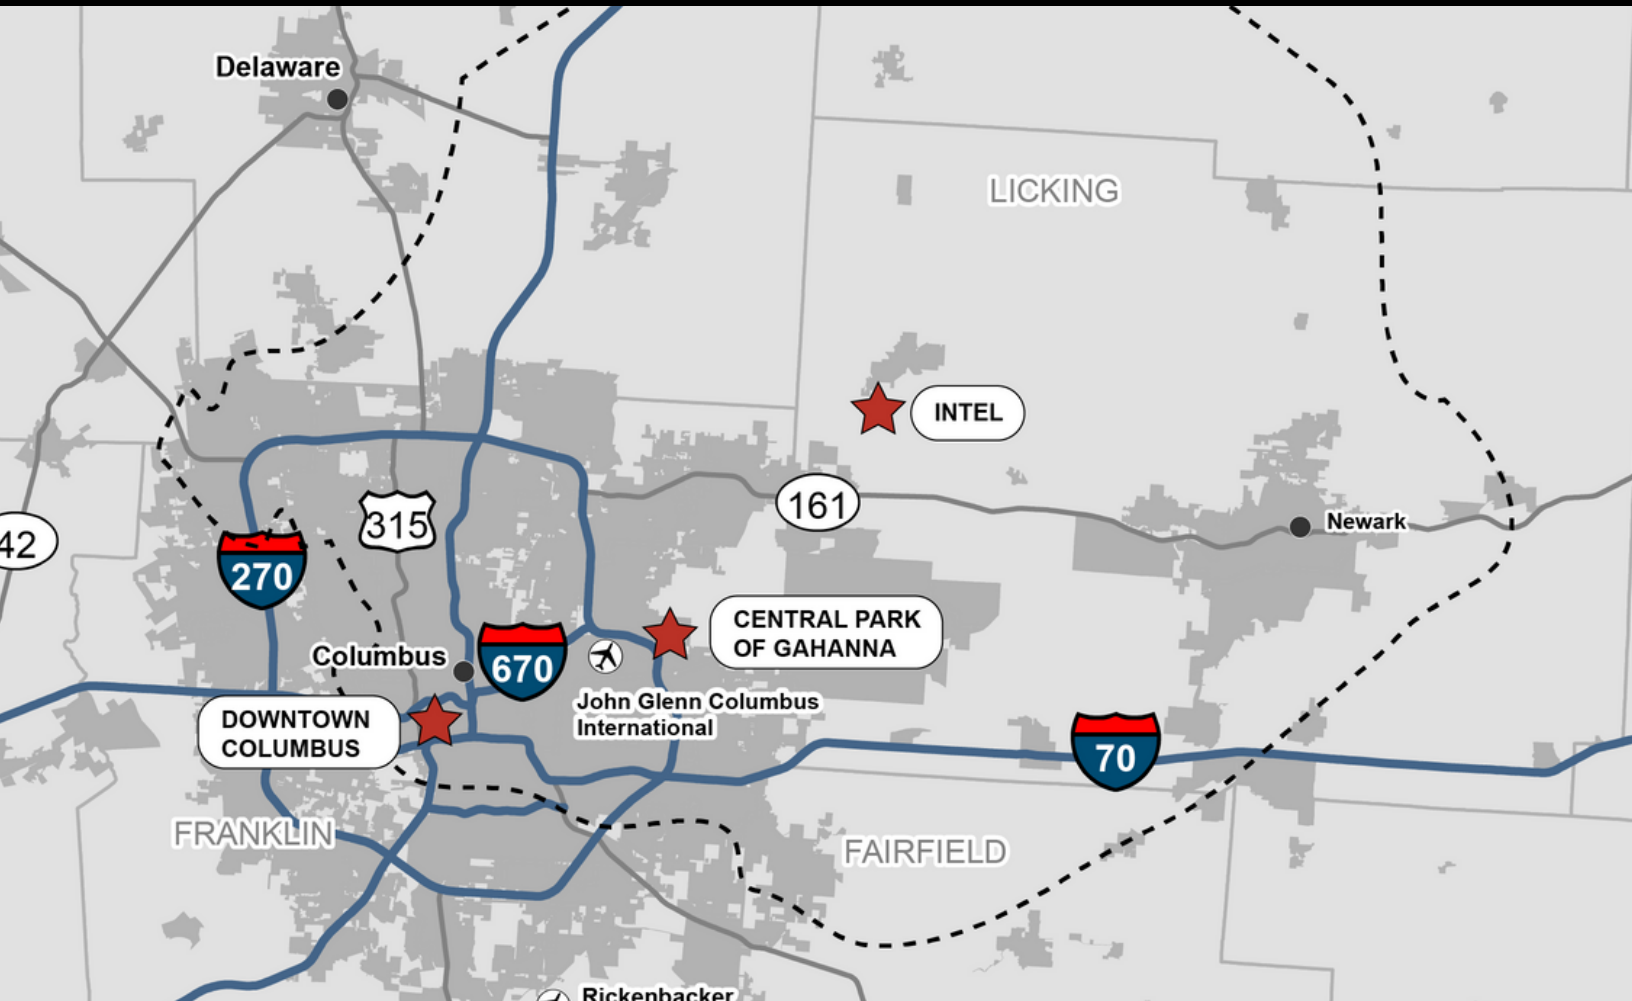 Delaware
LICKING
INTEL
161
315
42
Newark
270
CENTRAL PARK
OF GAHANNA
Columbus
670
John Glenn Columbus
International
DOWNTOWN
COLUMBUS
70
FRANKLIN
FAIRFIELD
Rickenbacker